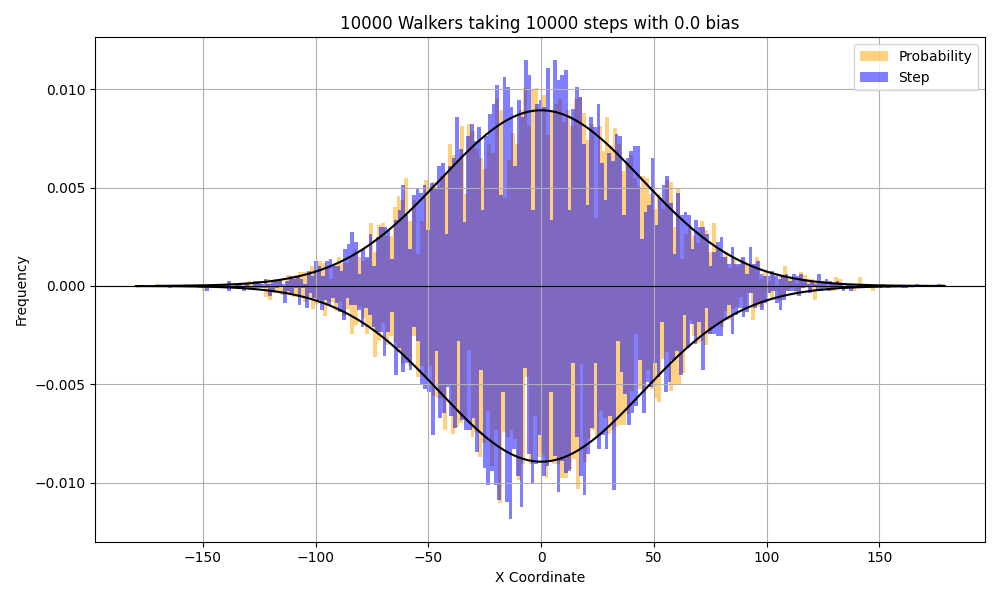 10000 Walkers taking 10000 steps with 0.0 bias
Probability
Step
Frequency
0.010
0.005
0.000
−0.005
−0.010
−150
−100
−50
0
50
100
150
X Coordinate